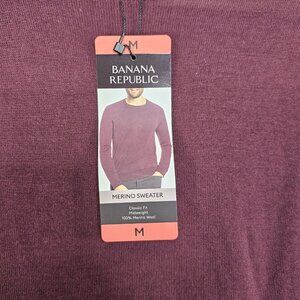 M
BANANA
REPUBLIC
MERINO SWEATER
Classic Fit
Midweight
100% Merino Wool
M